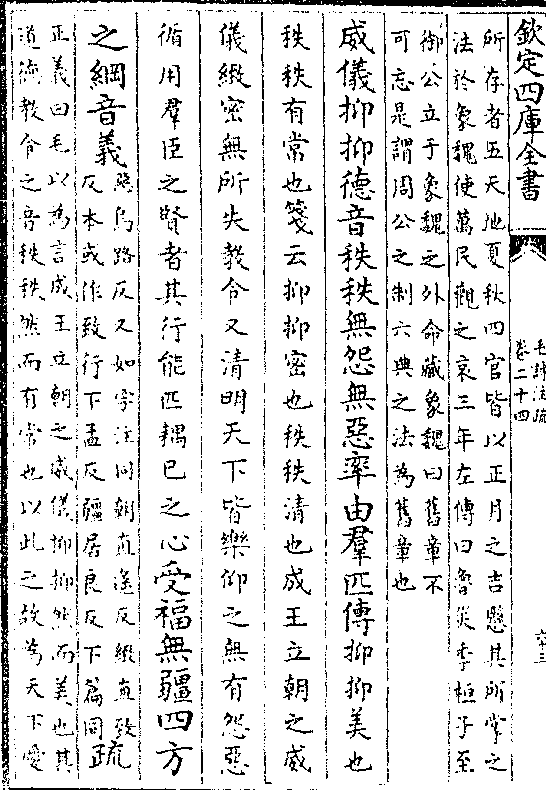 欽定四庫全書
毛詩注疏
卷二十四
六十三
所存者五天地夏秋四官皆以正月之吉懸其所掌之
法於象魏使萬民觀之哀三年左傳曰魯災季桓子至
御公立于象魏之外命藏象魏曰舊章不
可忘是謂周公之制六典之法為舊章也
威儀抑抑德音秩秩無怨無惡率由羣匹傳抑抑美也
秩秩有常也箋云抑抑密也秩秩清也成王立朝之威
儀緻密無所失教令又清明天下皆樂仰之無有怨惡
循用羣臣之賢者其行能匹耦已之心受福無疆四方
之綱音義
惡烏路反又如字注同朝直遙反緻直致
反本或作致行下孟反疆居良反下篇同
疏
正義曰毛以為言成王立朝之威儀抑抑然而美也其
道德教令之音秩秩然而有常也以此之故為天下愛